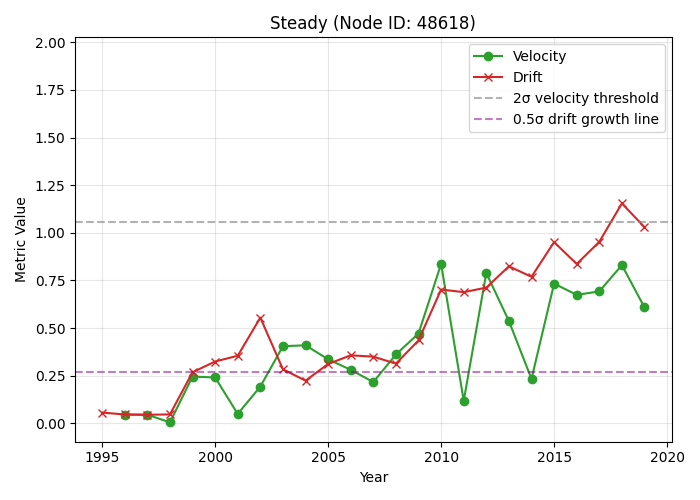 Steady (Node ID: 48618)
2.00
1.75
1.50
1.25
1.00
0.75
0.50
0.25
0.00
Metric Value
Velocity
Drift
2σ velocity threshold
0.5σ drift growth line
1995 2000 2005 2010 2015 2020
Year